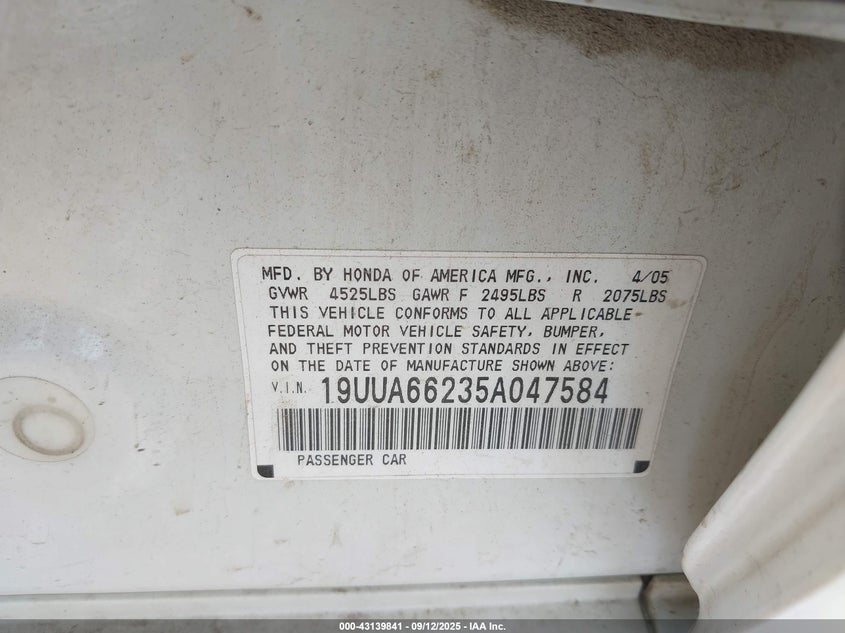 MFD. BY HONDA OF AMERICA MFG., INC. 4/05
GVWR 4525LBS GAWR F 2495LBS R 2075LBS
THIS VEHICLE CONFORMS TO ALL APPLICABLE
FEDERAL MOTOR VEHICLE SAFETY, BUMPER,
AND THEFT PREVENTION STANDARDS IN EFFECT
ON THE DATE OF MANUFACTURE SHOWN ABOVE:
V.I.N. 19UUA66235A047584
PASSENGER CAR
000-43139841 - 09/12/2025 - IAA Inc.